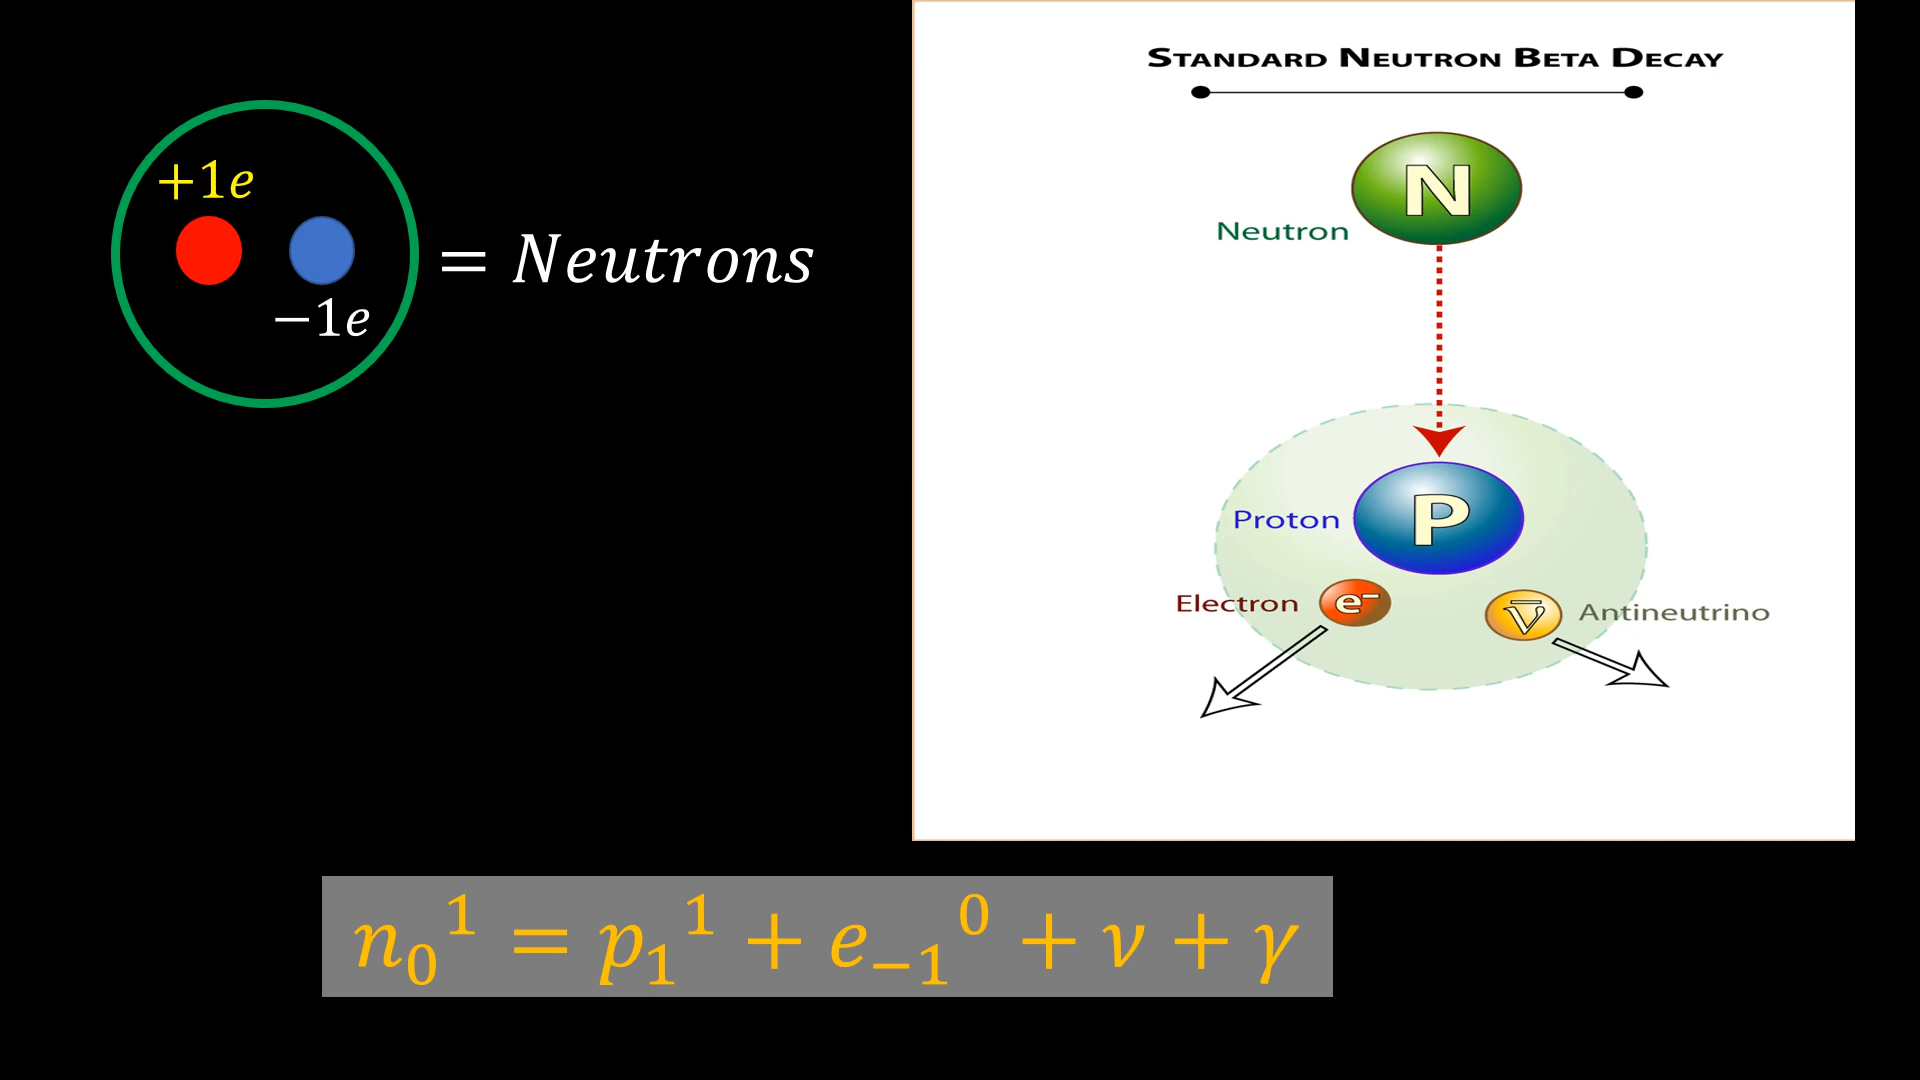 +1e
−1e
= Neutrons
STANDARD NEUTRON BETA DECAY
N
Neutron
P
Proton
Electron
e⁻
ν̅
Antineutrino
n₀¹ = p₁¹ + e₋₁⁰ + ν + γ